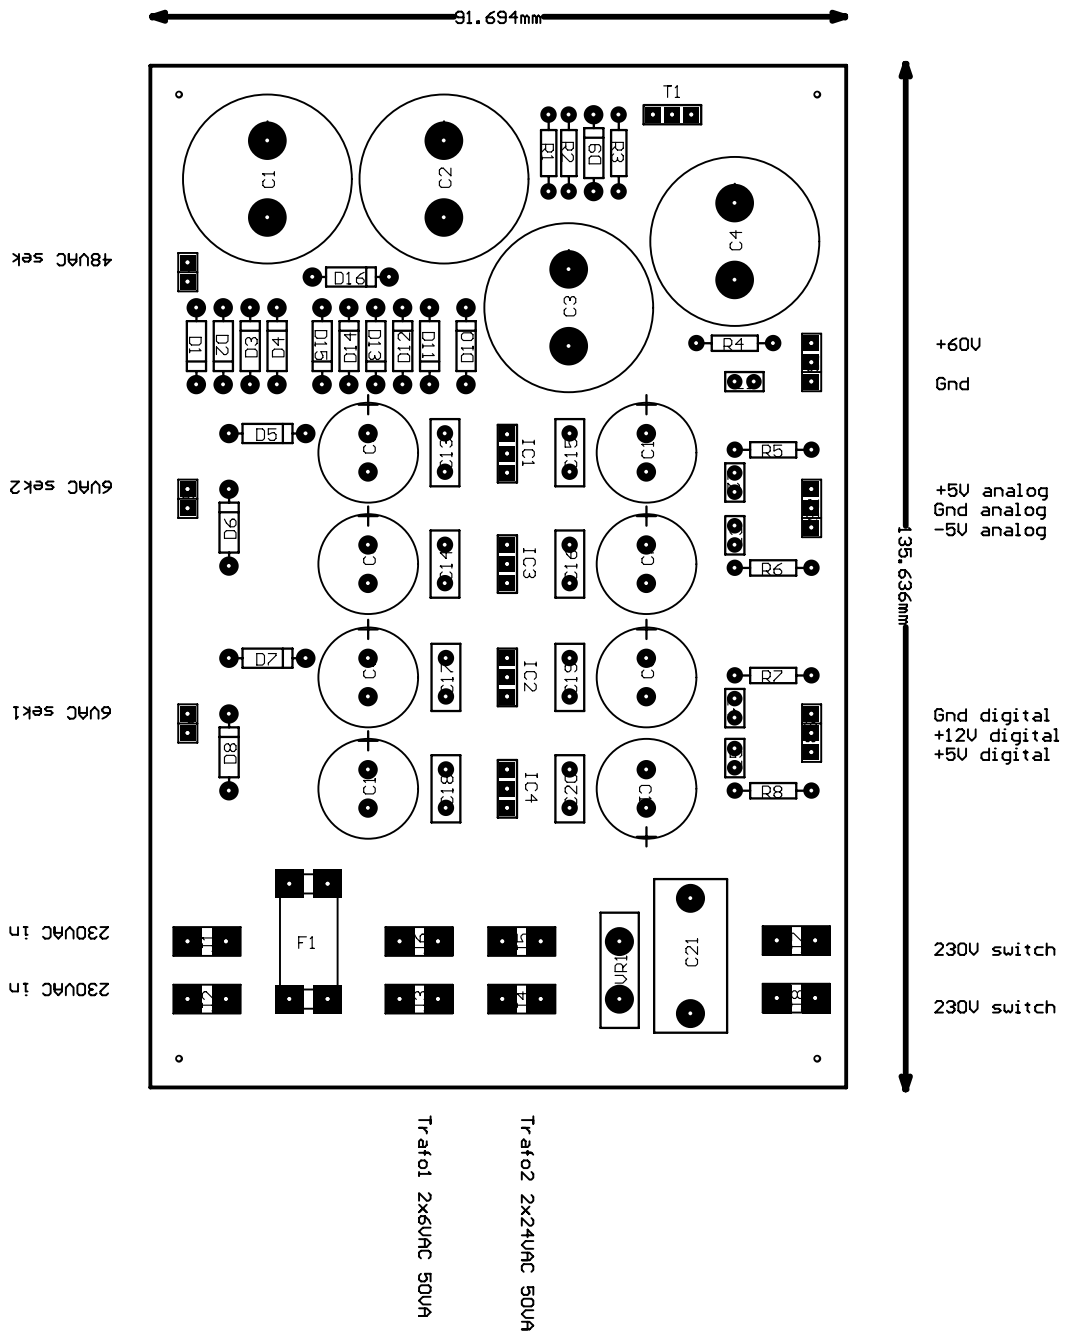 91.694mm
T1
R1
R2
D9
R3
C1
C2
C4
C3
48VAC sek
D16
D1
D2
D3
D4
D15
D14
D13
D12
D11
D10
R4
+60V
Gnd
D5
C13
IC1
C15
R5
6VAC sek2
D6
+5V analog
Gnd analog
-5V analog
135.636mm
C14
IC3
C16
R6
D7
C17
IC2
C19
R7
6VAC sek1
D8
Gnd digital
+12V digital
+5V digital
C18
IC4
C20
R8
230VAC in
F1
VR1
C21
230V switch
230VAC in
230V switch
Trafo1 2x6VAC 50VA
Trafo2 2x24VAC 50VA